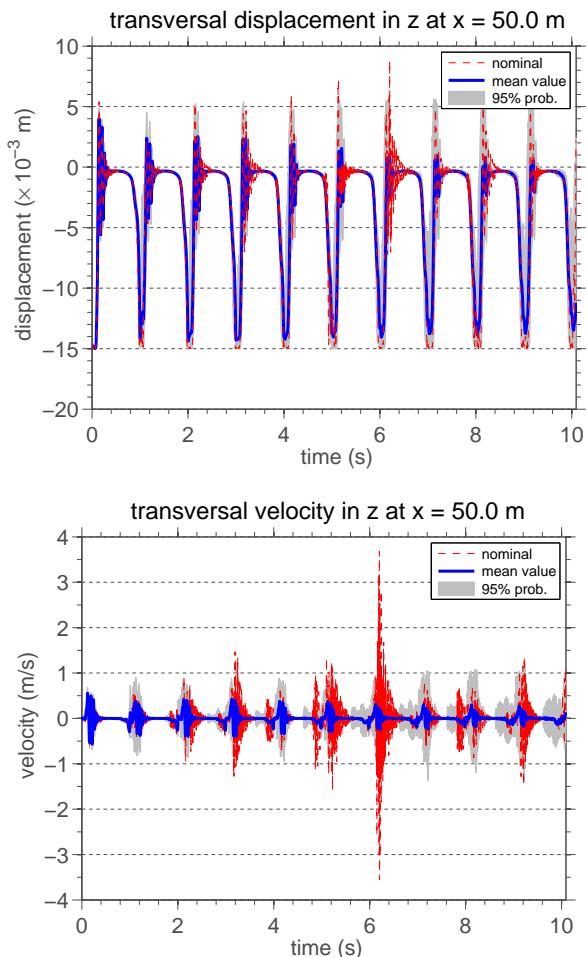 transversal displacement in z at x = 50.0 m
10
5
0
−5
−10
−15
−20
displacement (× 10⁻³ m)
nominal
mean value
95% prob.
0 2 4 6 8 10
time (s)
transversal velocity in z at x = 50.0 m
4
3
2
1
0
−1
−2
−3
−4
velocity (m/s)
nominal
mean value
95% prob.
0 2 4 6 8 10
time (s)